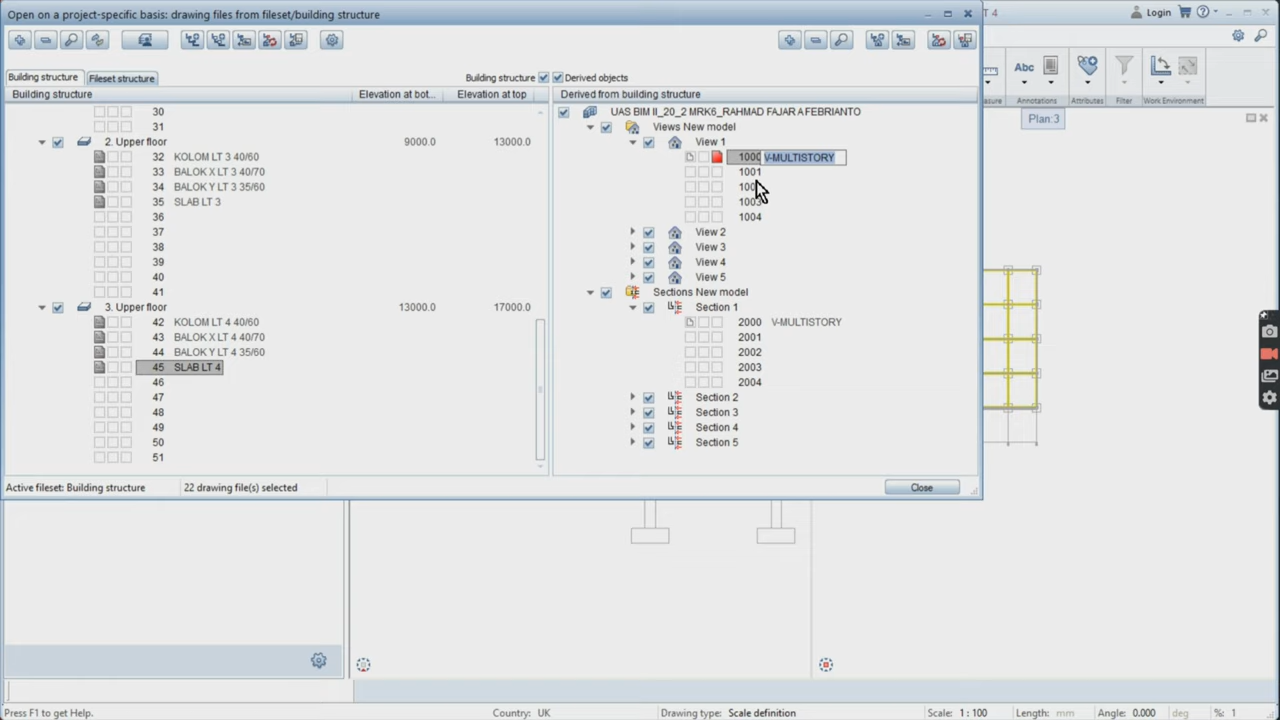 Open on a project-specific basis: drawing files from fileset/building structure
T 4
Login
Building structure
Fileset structure
Building structure
Derived objects
Building structure
Elevation at bot...
Elevation at top
Derived from building structure
30
31
2. Upper floor 9000.0 13000.0
32 KOLOM LT 3 40/60
33 BALOK X LT 3 40/70
34 BALOK Y LT 3 35/60
35 SLAB LT 3
36
37
38
39
40
41
3. Upper floor 13000.0 17000.0
42 KOLOM LT 4 40/60
43 BALOK X LT 4 40/70
44 BALOK Y LT 4 35/60
45 SLAB LT 4
46
47
48
49
50
51
UAS BIM II_20_2 MRK6_RAHMAD FAJAR A FEBRIANTO
Views New model
View 1
1000 V-MULTISTORY
1001
1003
1004
View 2
View 3
View 4
View 5
Sections New model
Section 1
2000 V-MULTISTORY
2001
2002
2003
2004
Section 2
Section 3
Section 4
Section 5
Active fileset: Building structure
22 drawing file(s) selected
Close
Abc
asure
Annotations
Attributes
Filter
Work Environment
Plan:3
Press F1 to get Help.
Country: UK
Drawing type: Scale definition
Scale: 1 : 100
Length: mm
Angle: 0.000 deg
%: 1